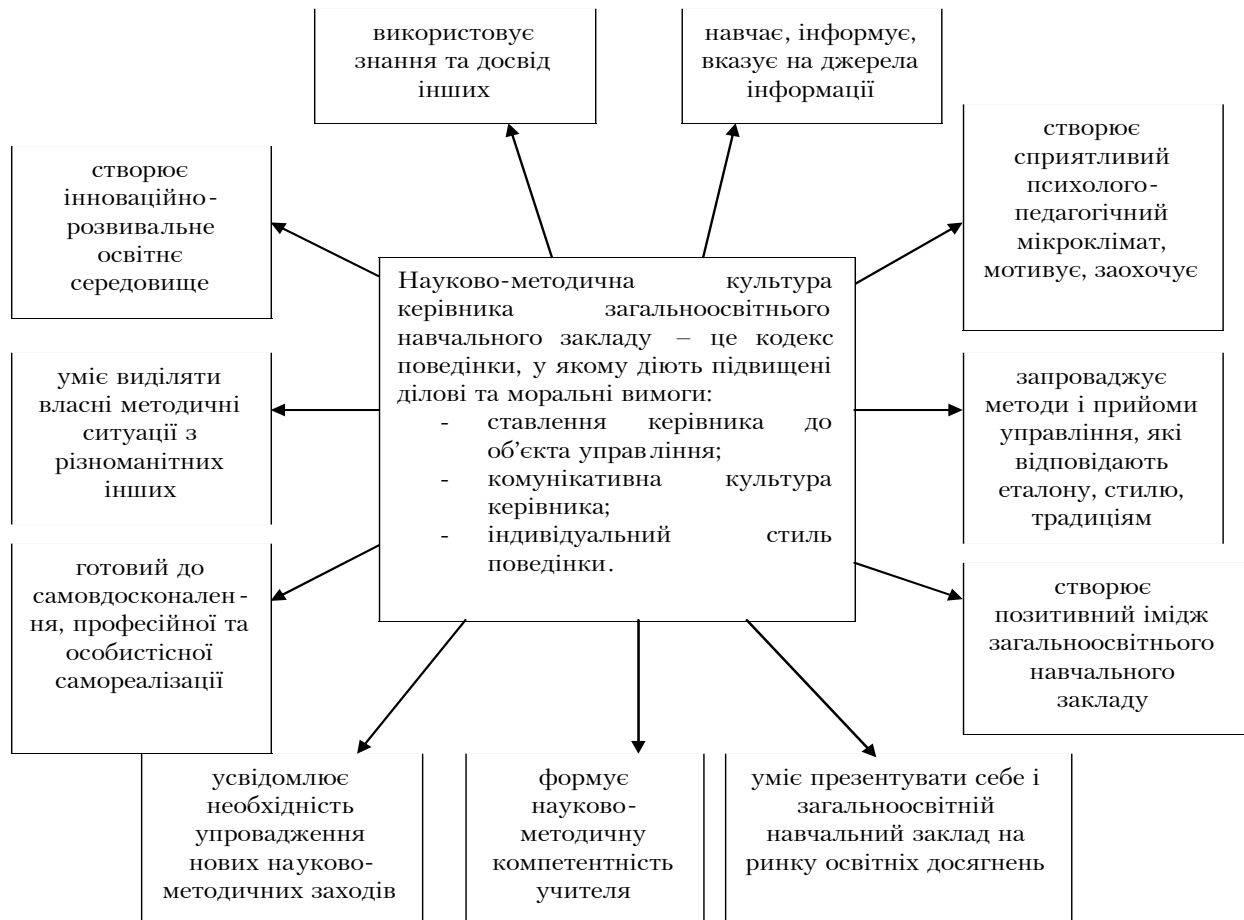 використовує
знання та досвід
інших
навчає, інформує,
вказує на джерела
інформації
створює
інноваційно-
розвивальне
освітнє
середовище
створює
сприятливий
психолого-
педагогічний
мікроклімат,
мотивує, заохочує
Науково-методична культура
керівника загальноосвітнього
навчального закладу – це кодекс
поведінки, у якому діють підвищені
ділові та моральні вимоги:
- ставлення керівника до
об’єкта управління;
- комунікативна культура
керівника;
- індивідуальний стиль
поведінки.
уміє виділяти
власні методичні
ситуації з
різноманітних
інших
запроваджує
методи і прийоми
управління, які
відповідають
еталону, стилю,
традиціям
готовий до
самовдосконален-
ня, професійної та
особистісної
самореалізації
створює
позитивний імідж
загальноосвітнього
навчального
закладу
усвідомлює
необхідність
упровадження
нових науково-
методичних заходів
формує
науково-
методичну
компетентність
учителя
уміє презентувати себе і
загальноосвітній
навчальний заклад на
ринку освітніх досягнень